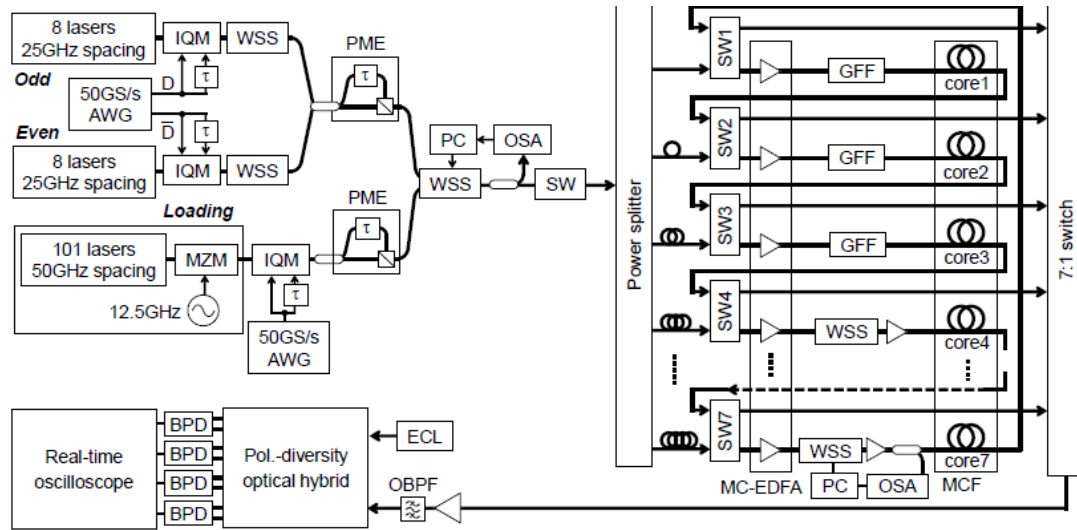 8 lasers
25GHz spacing
IQM
WSS
Odd
D
τ
50GS/s
AWG
D̅
τ
Even
8 lasers
25GHz spacing
IQM
WSS
PME
τ
Loading
101 lasers
50GHz spacing
MZM
12.5GHz
IQM
τ
50GS/s
AWG
PME
τ
PC
OSA
WSS
SW
Power splitter
SW1
GFF
core1
SW2
GFF
core2
SW3
GFF
core3
SW4
WSS
core4
SW7
WSS
core7
MC-EDFA
PC
OSA
MCF
7:1 switch
Real-time
oscilloscope
BPD
BPD
BPD
BPD
Pol.-diversity
optical hybrid
ECL
OBPF